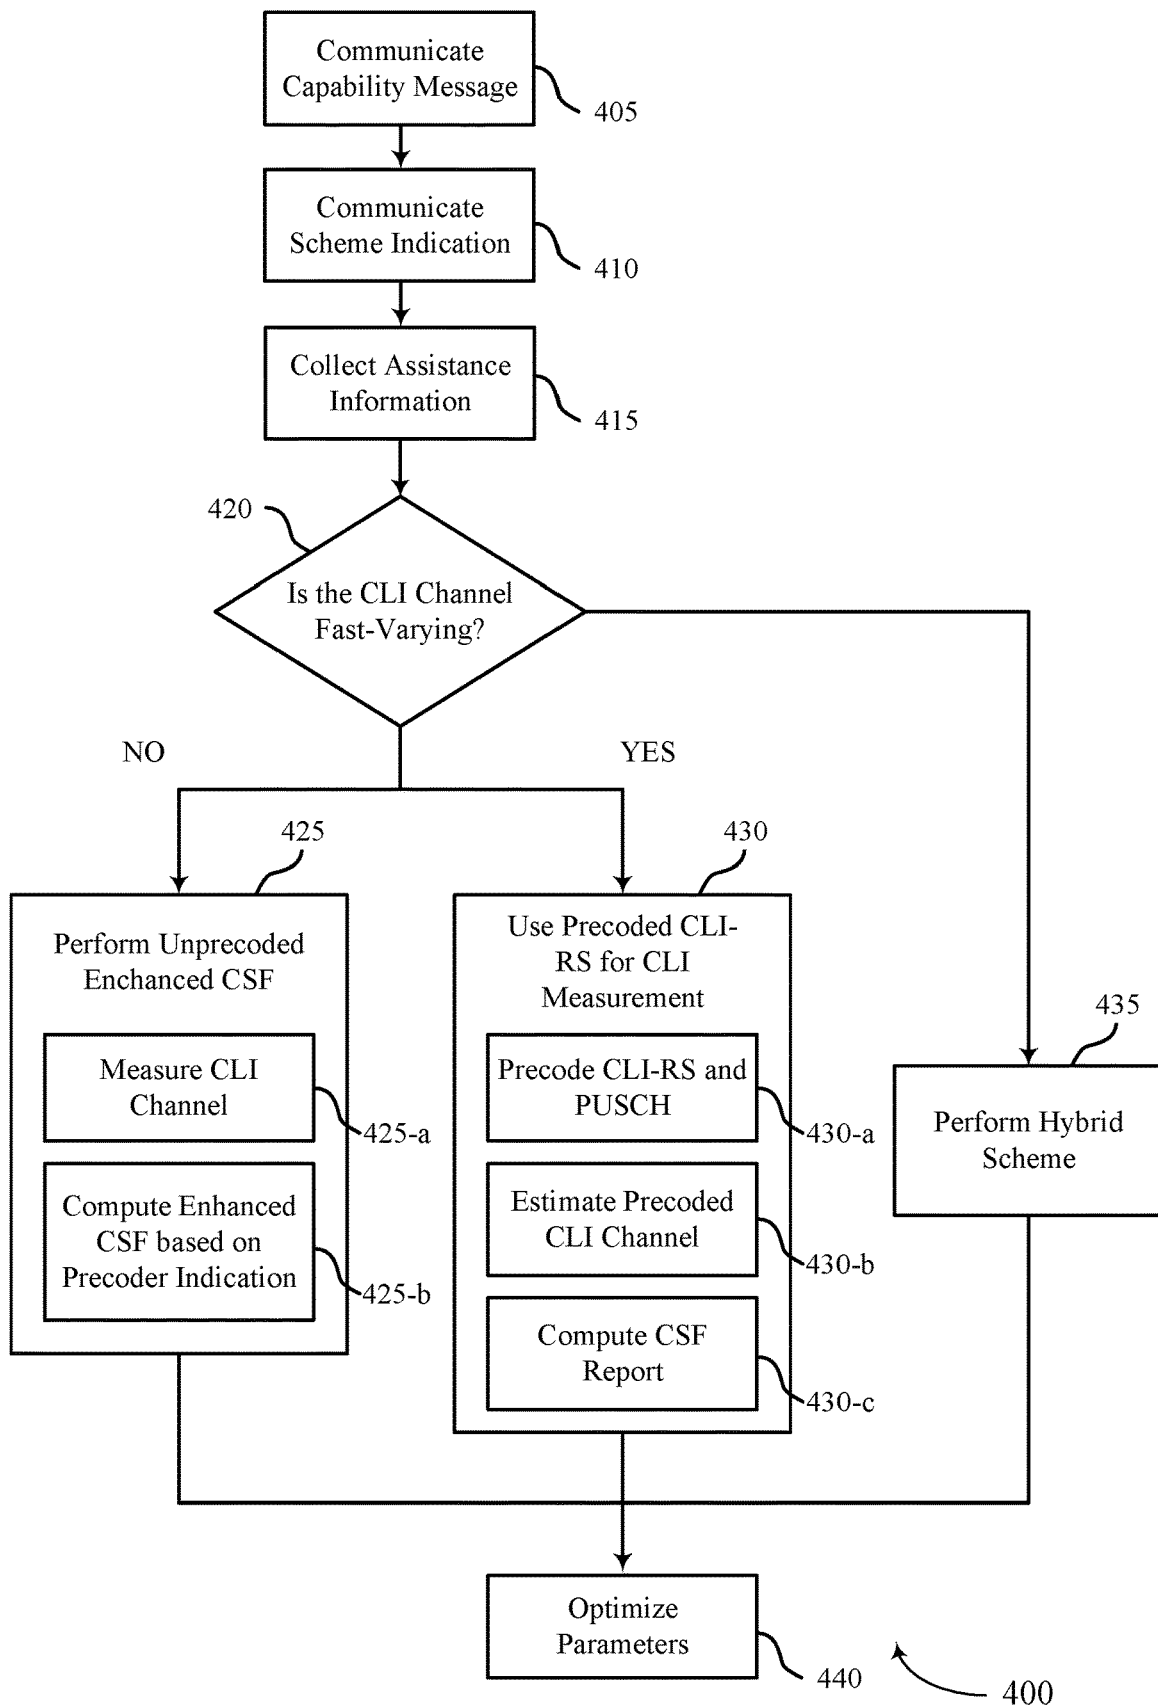 Communicate
Capability Message
405
Communicate
Scheme Indication
410
Collect Assistance
Information
415
420
Is the CLI Channel
Fast-Varying?
NO
YES
425
Perform Unprecoded
Enchanced CSF
Measure CLI
Channel
425-a
Compute Enhanced
CSF based on
Precoder Indication
425-b
430
Use Precoded CLI-
RS for CLI
Measurement
Precode CLI-RS and
PUSCH
430-a
Estimate Precoded
CLI Channel
430-b
Compute CSF
Report
430-c
435
Perform Hybrid
Scheme
Optimize
Parameters
440
400